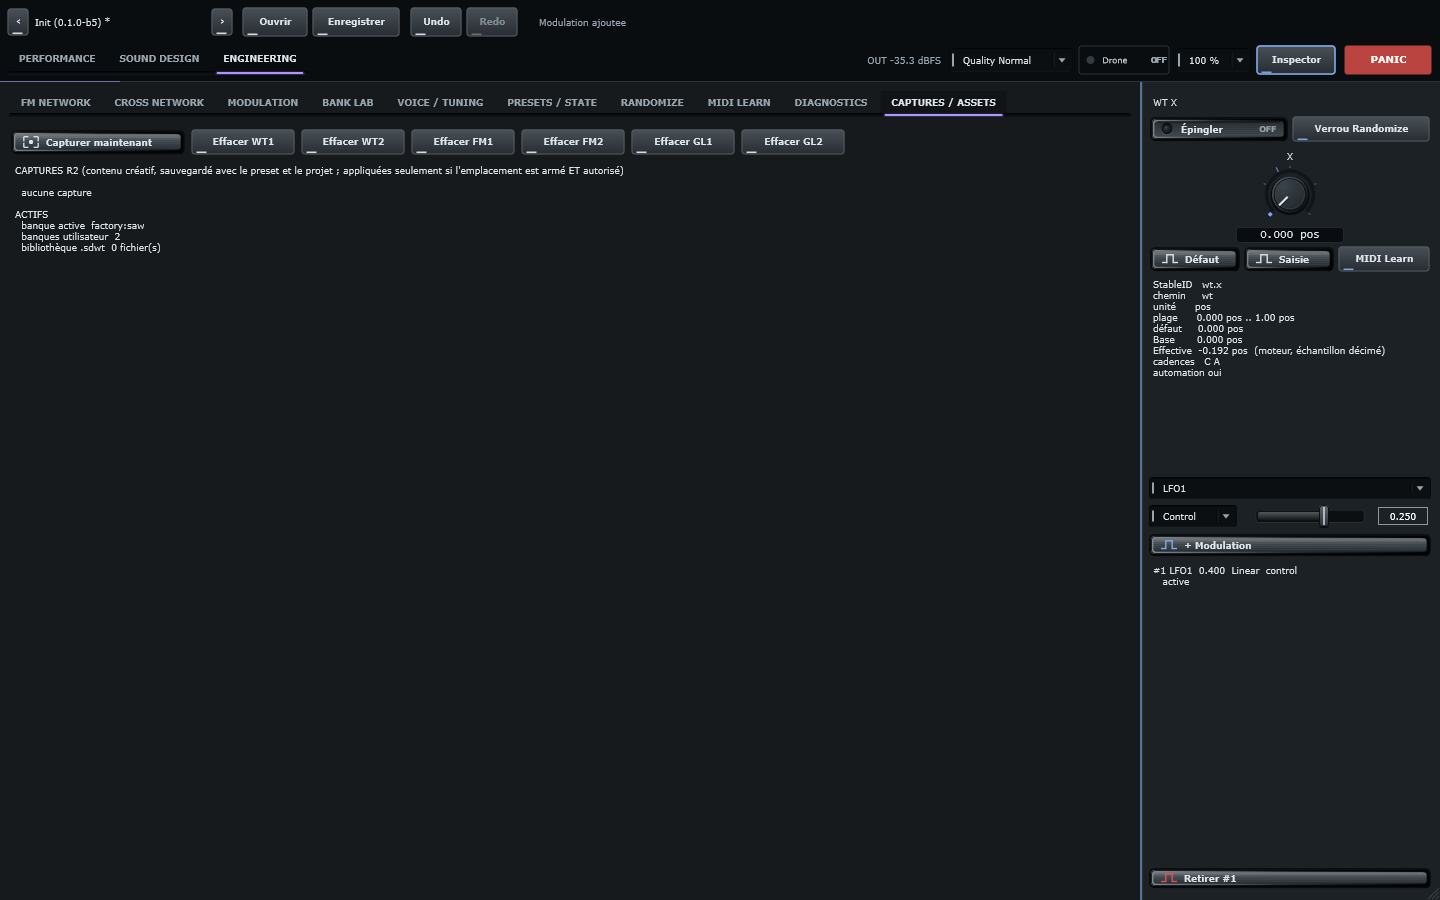 < Init (0.1.0-b5) * > Ouvrir Enregistrer Undo Redo Modulation ajoutee
PERFORMANCE SOUND DESIGN ENGINEERING OUT -35.3 dBFS Quality Normal Drone OFF 100 % Inspector PANIC
FM NETWORK CROSS NETWORK MODULATION BANK LAB VOICE / TUNING PRESETS / STATE RANDOMIZE MIDI LEARN DIAGNOSTICS CAPTURES / ASSETS
Capturer maintenant Effacer WT1 Effacer WT2 Effacer FM1 Effacer FM2 Effacer GL1 Effacer GL2
CAPTURES R2 (contenu créatif, sauvegardé avec le preset et le projet ; appliquées seulement si l'emplacement est armé ET autorisé)
aucune capture
ACTIFS
banque active factory:saw
banques utilisateur 2
bibliothèque .sdwt 0 fichier(s)
WT X
Épingler OFF Verrou Randomize
X
0.000 pos
Défaut Saisie MIDI Learn
StableID wt.x
chemin wt
unité pos
plage 0.000 pos .. 1.00 pos
défaut 0.000 pos
Base 0.000 pos
Effective -0.192 pos (moteur, échantillon décimé)
cadences C A
automation oui
LFO1
Control 0.250
+ Modulation
#1 LFO1 0.400 Linear control
active
Retirer #1